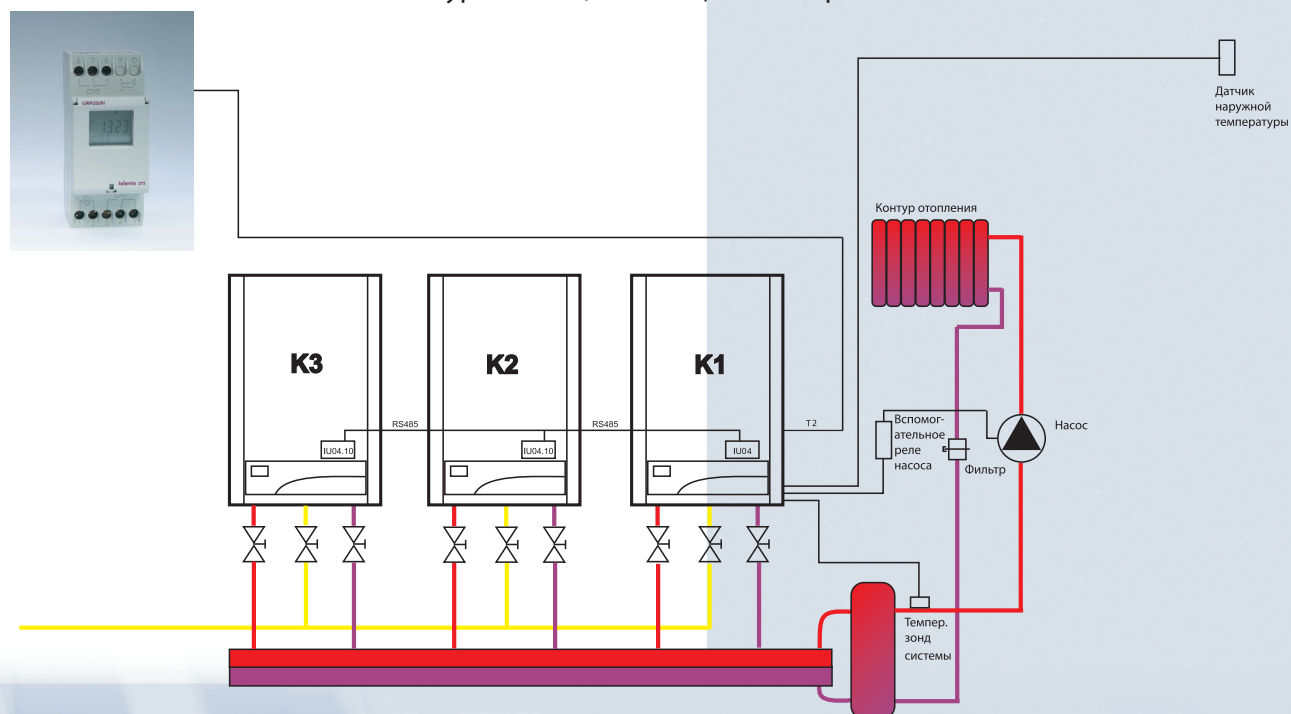 Датчик
наружной
температуры
GRÄSSLIN
1323
talento
Контур отопления
K3
K2
K1
RS485
RS485
T2
IU04.10
IU04.10
IU04
Вспомог-
ательное
реле
насоса
Насос
Фильтр
Темпер.
зонд
системы